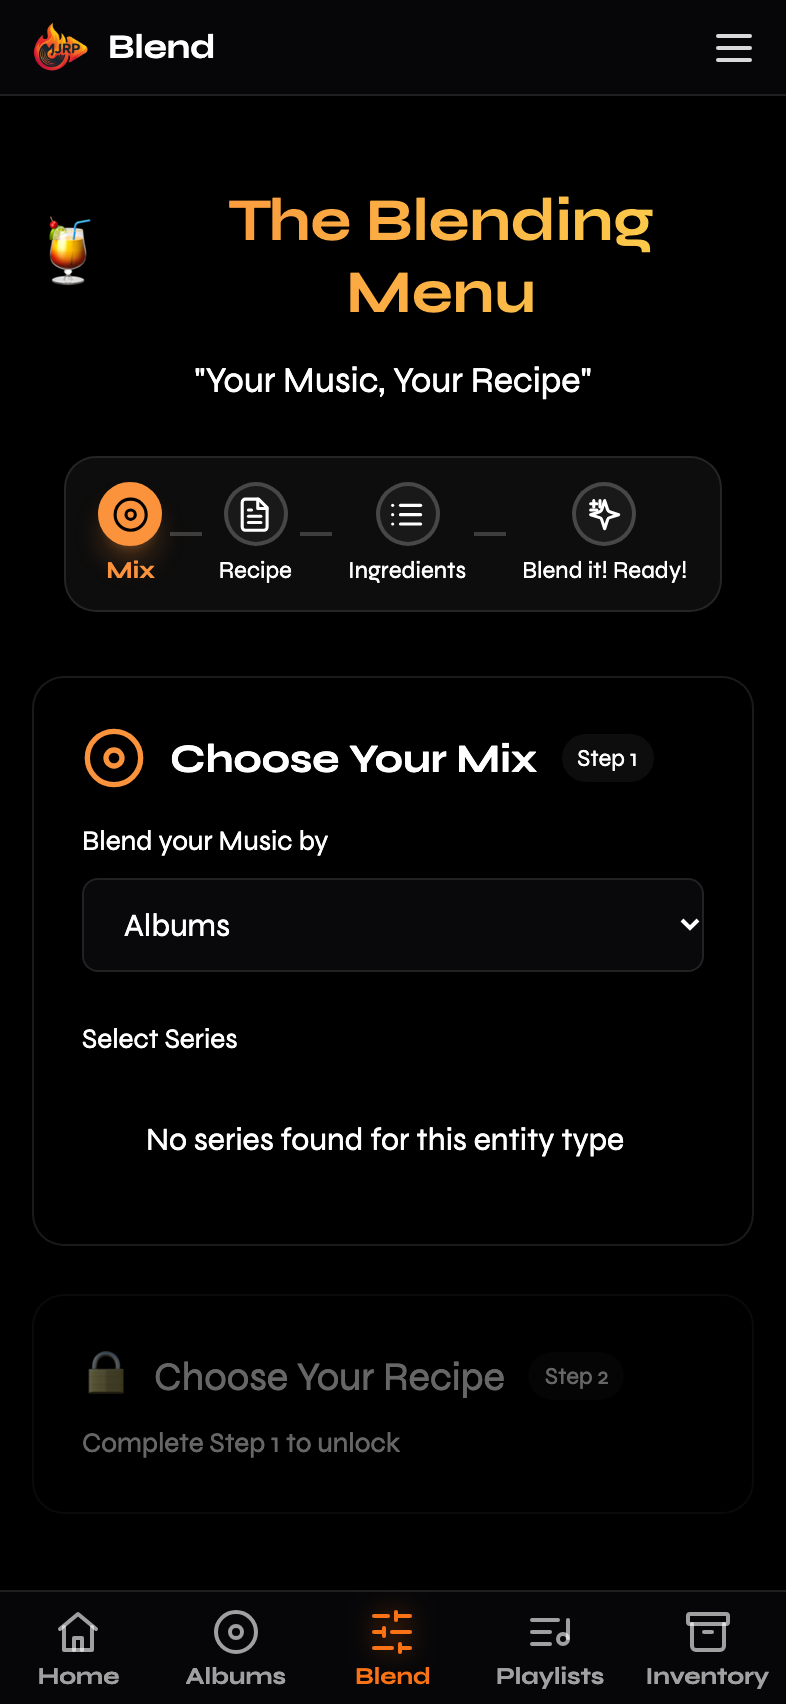 MJRP
Blend
The Blending
Menu
"Your Music, Your Recipe"
Mix
Recipe
Ingredients
Blend it! Ready!
Choose Your Mix
Step 1
Blend your Music by
Albums
Select Series
No series found for this entity type
Choose Your Recipe
Step 2
Complete Step 1 to unlock
Home
Albums
Blend
Playlists
Inventory